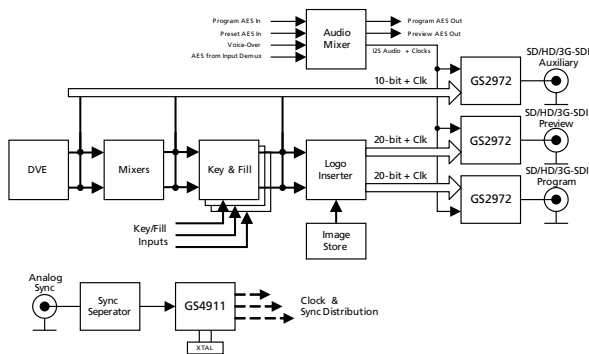 Program AES In
Preset AES In
Voice-Over
AES from Input Demux
Audio
Mixer
Program AES Out
Preview AES Out
I2S Audio + Clocks
SD/HD/3G-SDI
Auxiliary
10-bit + Clk
GS2972
SD/HD/3G-SDI
Preview
20-bit + Clk
GS2972
SD/HD/3G-SDI
Program
20-bit + Clk
GS2972
DVE
Mixers
Key & Fill
Logo
Inserter
Key/Fill
Inputs
Image
Store
Analog
Sync
Sync
Seperator
GS4911
XTAL
Clock &
Sync Distribution